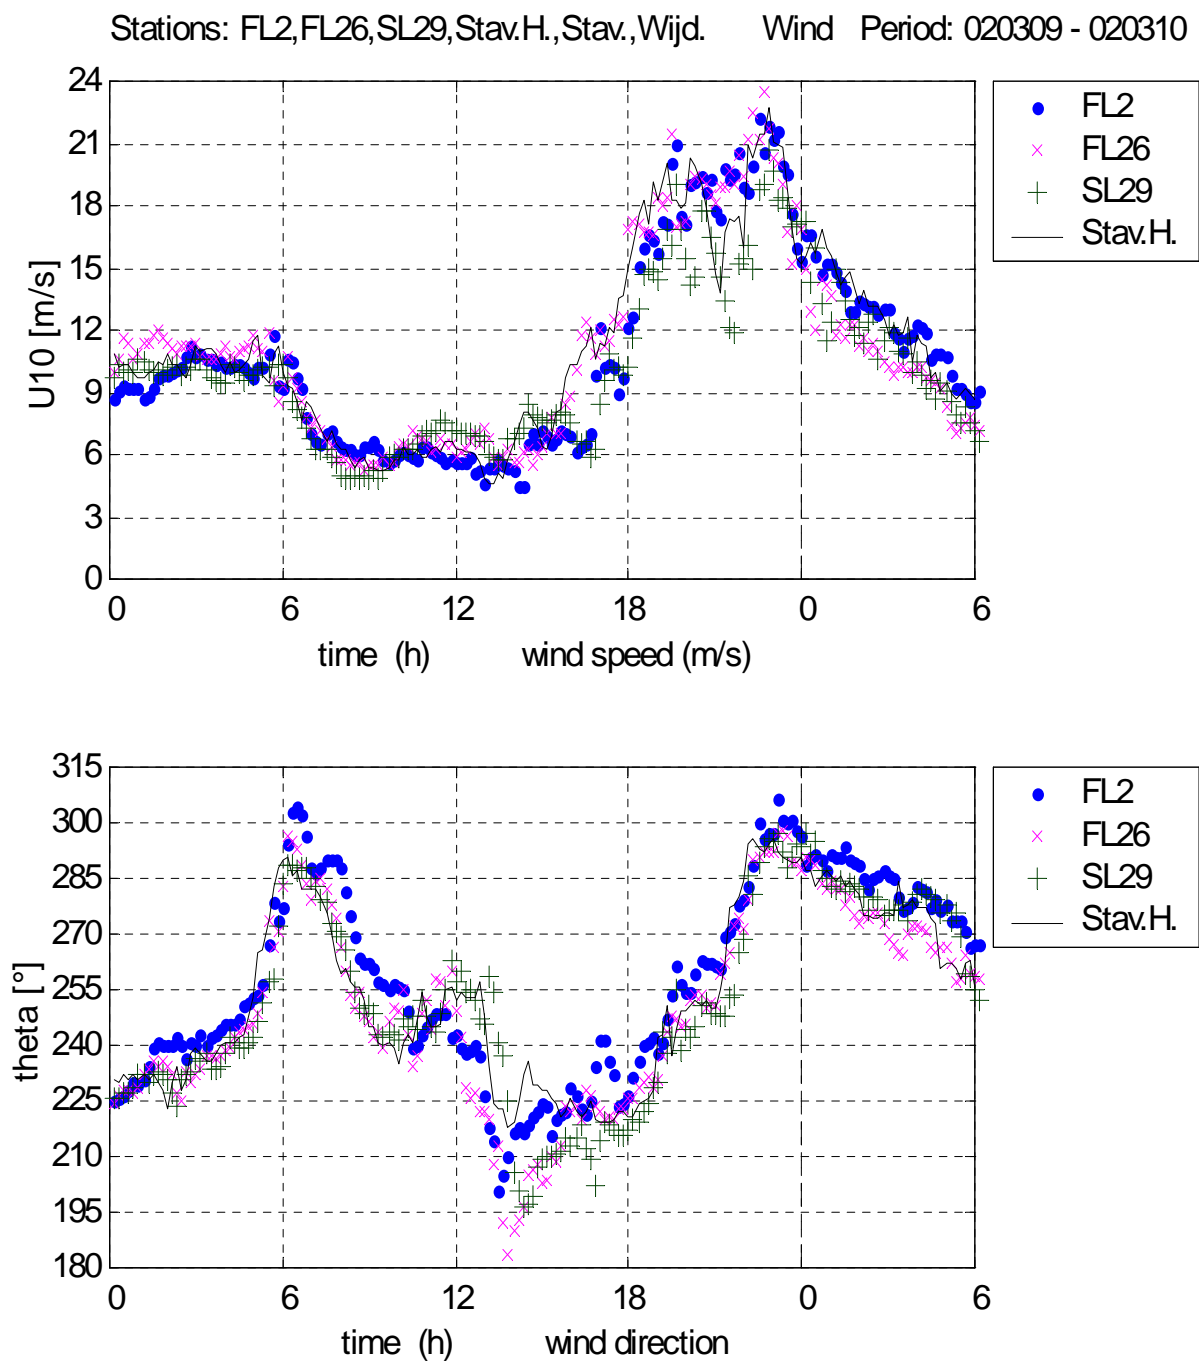 Stations: FL2,FL26,SL29,Stav.H.,Stav.,Wijd. Wind Period: 020309 - 020310
24
21
18
15
12
9
6
3
0
U10 [m/s]
0 6 12 18 0 6
time (h) wind speed (m/s)
FL2
FL26
SL29
Stav.H.
315
300
285
270
255
240
225
210
195
180
theta [°]
0 6 12 18 0 6
time (h) wind direction
FL2
FL26
SL29
Stav.H.